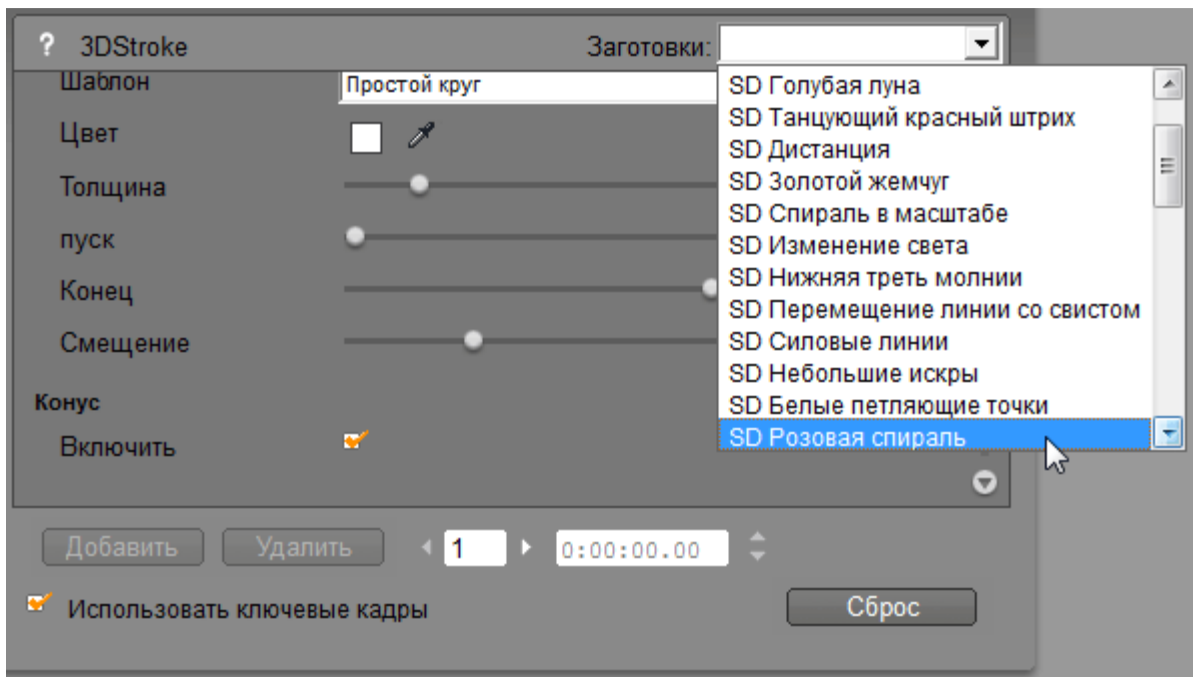 ? 3DStroke Заготовки:
Шаблон Простой круг
Цвет
Толщина
пуск
Конец
Смещение
Конус
Включить
SD Голубая луна
SD Танцующий красный штрих
SD Дистанция
SD Золотой жемчуг
SD Спираль в масштабе
SD Изменение света
SD Нижняя треть молнии
SD Перемещение линии со свистом
SD Силовые линии
SD Небольшие искры
SD Белые петляющие точки
SD Розовая спираль
Добавить Удалить 1 0:00:00.00
Использовать ключевые кадры Сброс